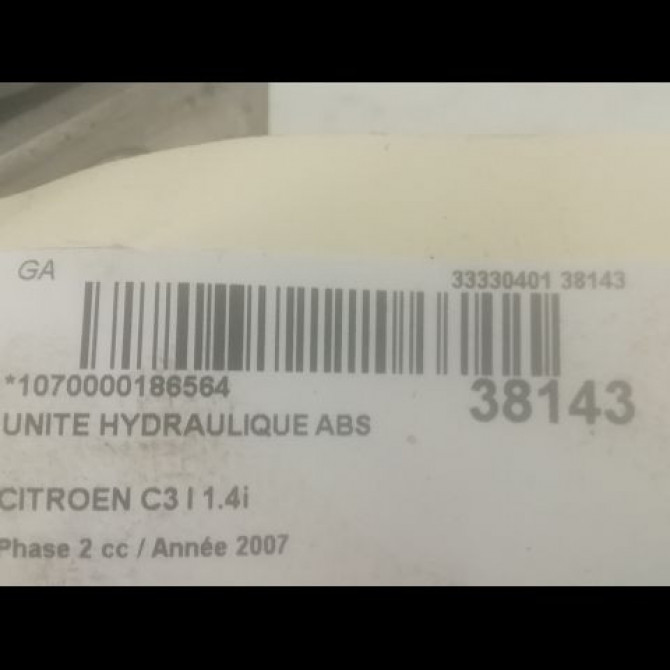 GA
33330401 38143
*1070000186564
38143
UNITE HYDRAULIQUE ABS
CITROEN C3 I 1.4i
Phase 2 cc / Année 2007